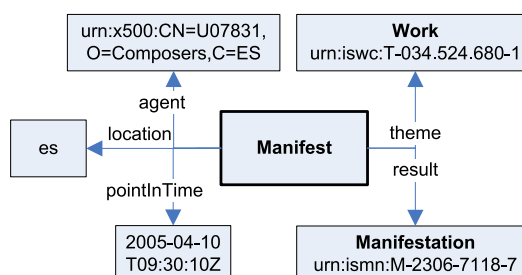 urn:x500:CN=U07831,
O=Composers,C=ES
Work
urn:iswc:T-034.524.680-1
agent
location
pointInTime
es
Manifest
theme
result
2005-04-10
T09:30:10Z
Manifestation
urn:ismn:M-2306-7118-7